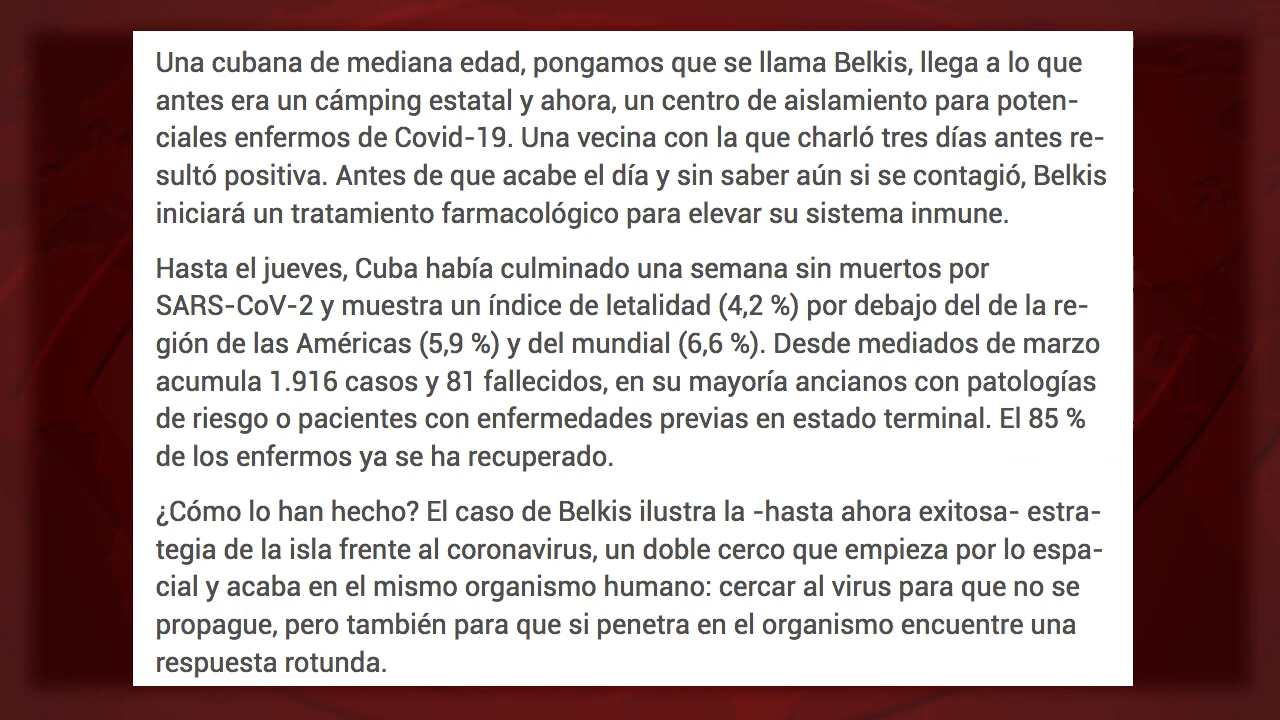 Una cubana de mediana edad, pongamos que se llama Belkis, llega a lo que
antes era un cámping estatal y ahora, un centro de aislamiento para poten-
ciales enfermos de Covid-19. Una vecina con la que charló tres días antes re-
sultó positiva. Antes de que acabe el día y sin saber aún si se contagió, Belkis
iniciará un tratamiento farmacológico para elevar su sistema inmune.
Hasta el jueves, Cuba había culminado una semana sin muertos por
SARS-CoV-2 y muestra un índice de letalidad (4,2 %) por debajo del de la re-
gión de las Américas (5,9 %) y del mundial (6,6 %). Desde mediados de marzo
acumula 1.916 casos y 81 fallecidos, en su mayoría ancianos con patologías
de riesgo o pacientes con enfermedades previas en estado terminal. El 85 %
de los enfermos ya se ha recuperado.
¿Cómo lo han hecho? El caso de Belkis ilustra la -hasta ahora exitosa- estra-
tegia de la isla frente al coronavirus, un doble cerco que empieza por lo espa-
cial y acaba en el mismo organismo humano: cercar al virus para que no se
propague, pero también para que si penetra en el organismo encuentre una
respuesta rotunda.